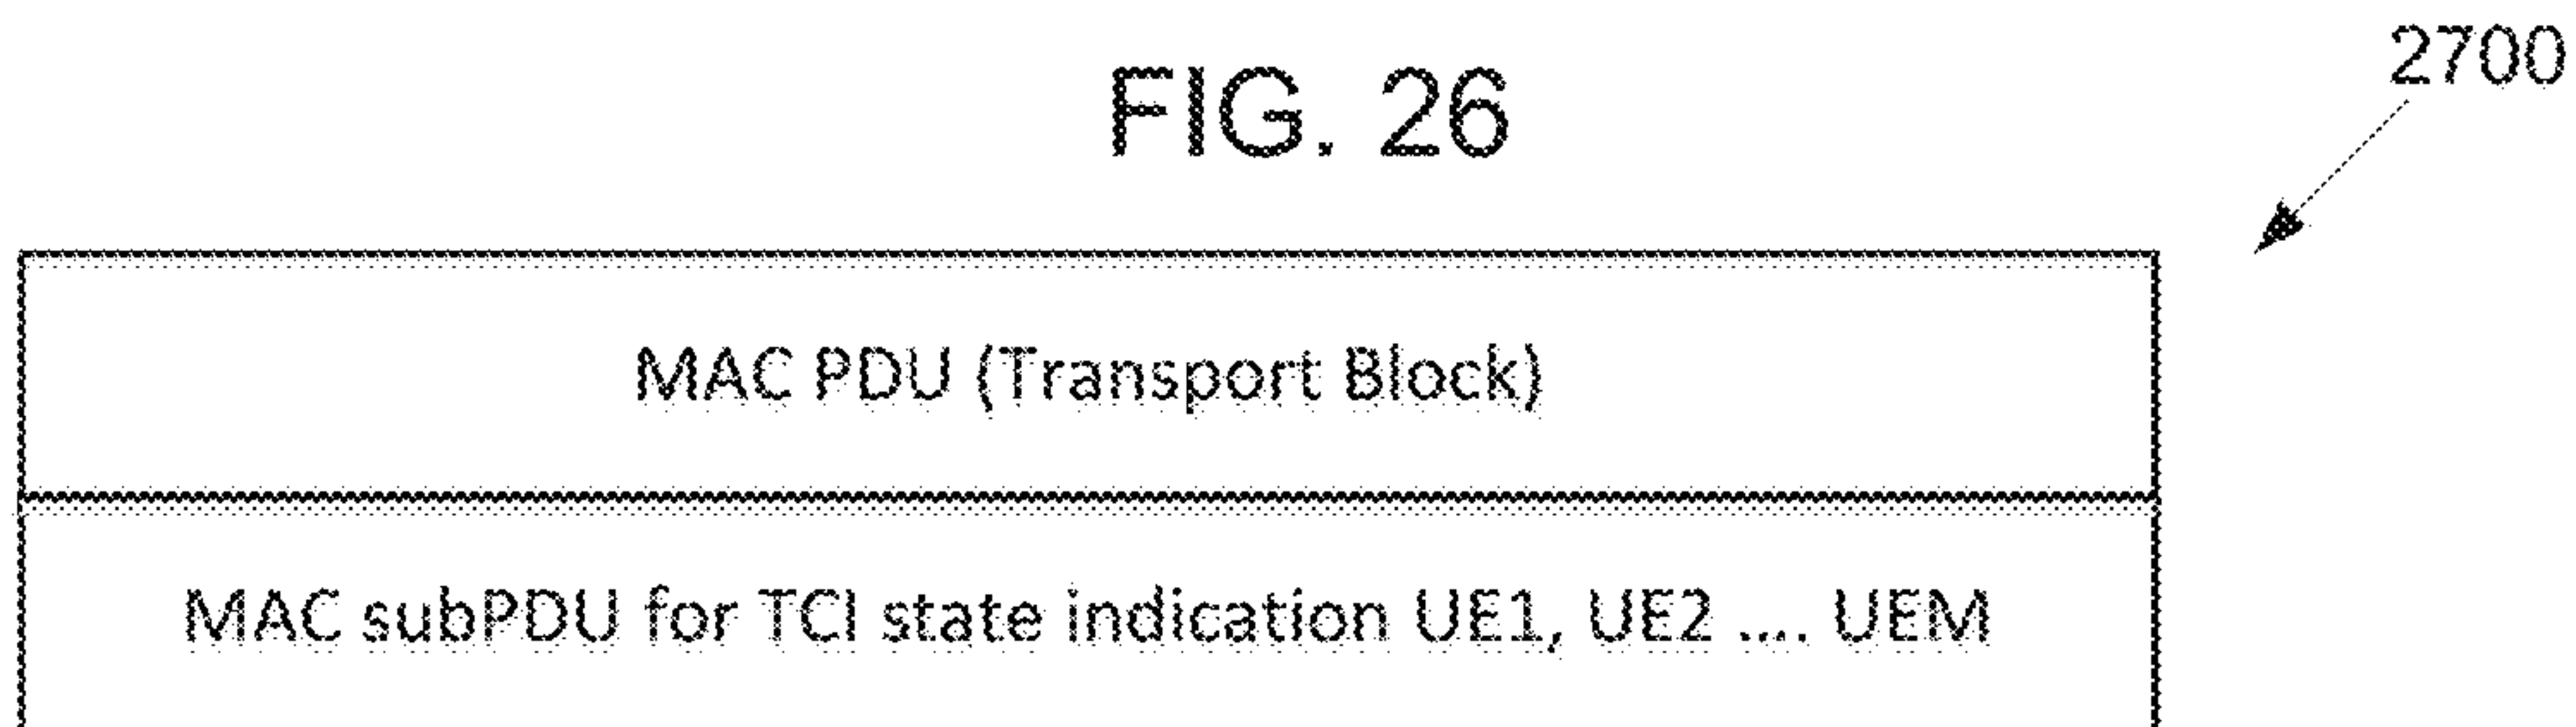 2700
FIG. 26
MAC PDU (Transport Block)
MAC subPDU for TCI state indication UE1, UE2 .... UEM